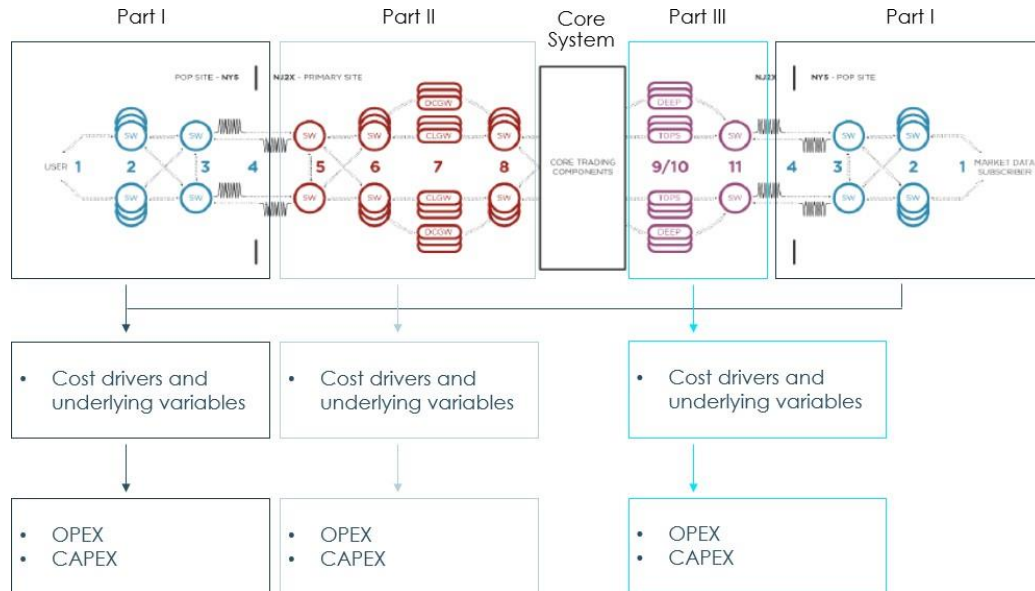 Part I
Part II
Core
System
Part III
Part I
POP SITE - NY5
NJ2X - PRIMARY SITE
NJ2X
NY5 - POP SITE
DCGW
DEEP
SW
SW
SW
SW
CLGW
SW
TOPS
SW
SW
SW
USER
1
2
3
4
5
6
7
8
CORE TRADING
COMPONENTS
9/10
11
4
3
2
1
MARKET DATA
SUBSCRIBER
SW
SW
SW
SW
CLGW
SW
TOPS
SW
SW
SW
DCGW
DEEP
• Cost drivers and
underlying variables
• Cost drivers and
underlying variables
• Cost drivers and
underlying variables
• OPEX
• CAPEX
• OPEX
• CAPEX
• OPEX
• CAPEX